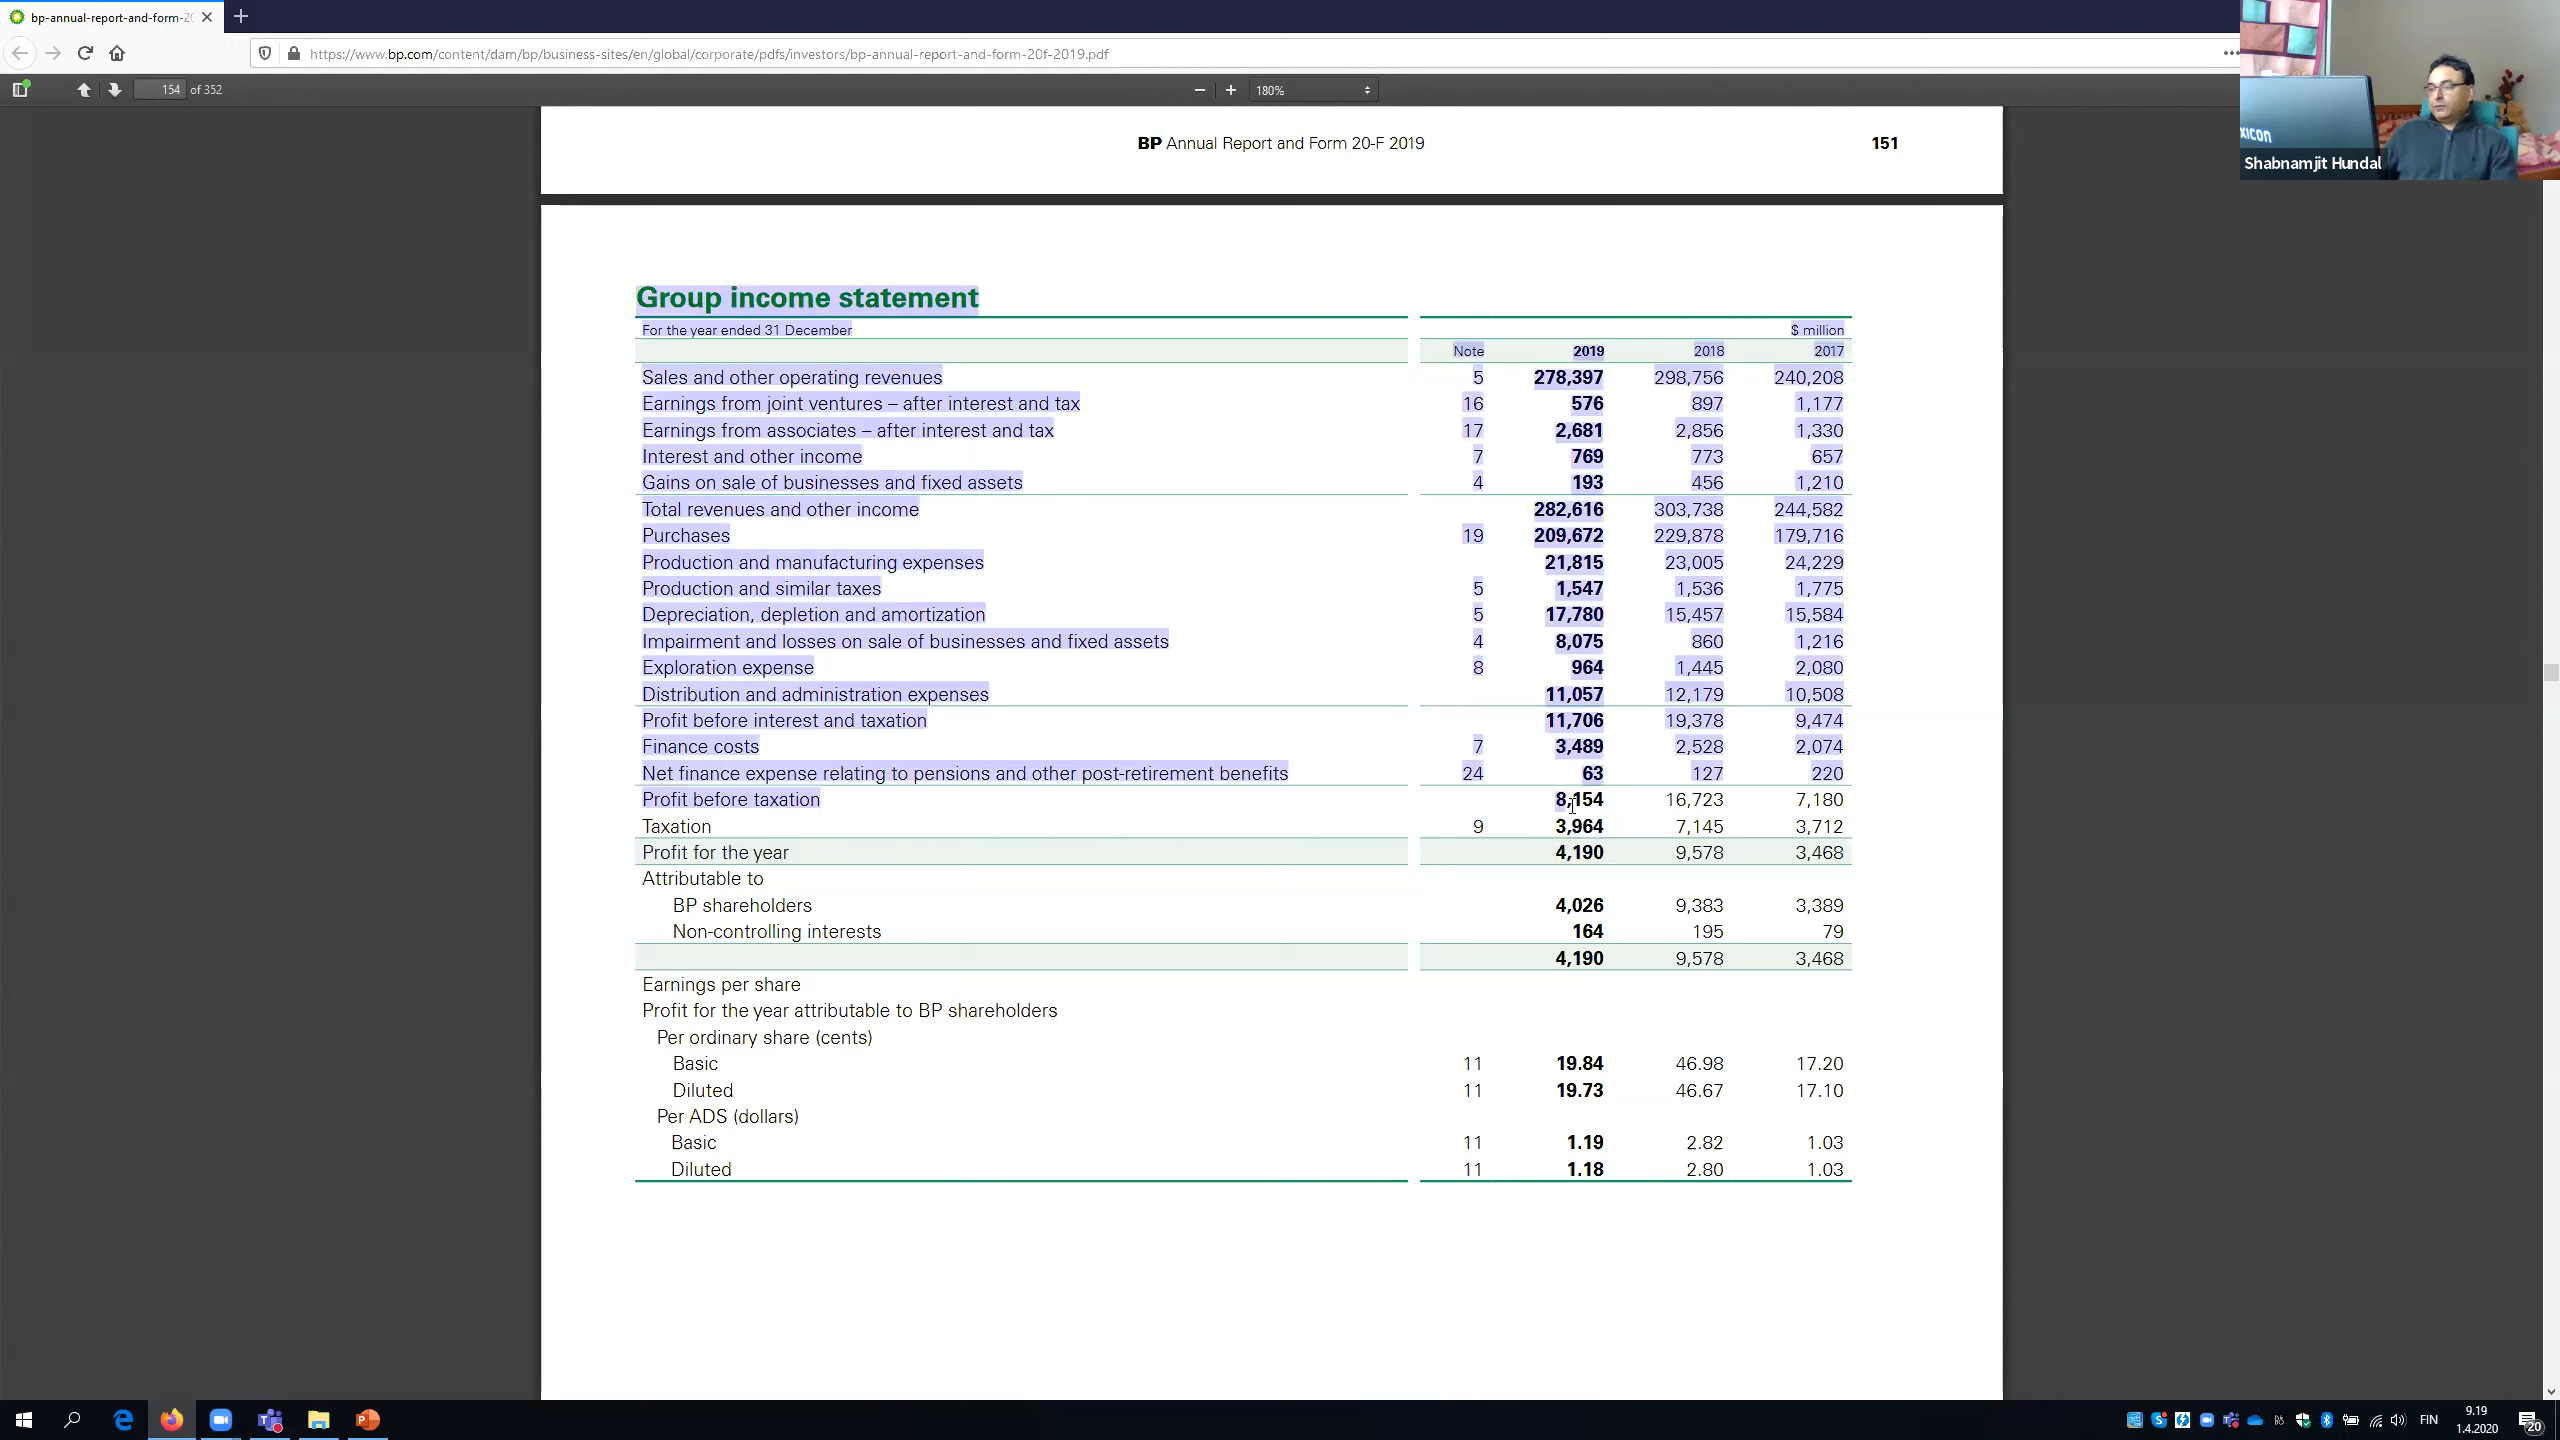 bp-annual-report-and-form-20
https://www.bp.com/content/dam/bp/business-sites/en/global/corporate/pdfs/investors/bp-annual-report-and-form-20f-2019.pdf
154 of 352
180%
xicon
Shabnamjit Hundal
BP Annual Report and Form 20-F 2019 151
Group income statement
For the year ended 31 December $ million
Note 2019 2018 2017
Sales and other operating revenues 5 278,397 298,756 240,208
Earnings from joint ventures – after interest and tax 16 576 897 1,177
Earnings from associates – after interest and tax 17 2,681 2,856 1,330
Interest and other income 7 769 773 657
Gains on sale of businesses and fixed assets 4 193 456 1,210
Total revenues and other income 282,616 303,738 244,582
Purchases 19 209,672 229,878 179,716
Production and manufacturing expenses 21,815 23,005 24,229
Production and similar taxes 5 1,547 1,536 1,775
Depreciation, depletion and amortization 5 17,780 15,457 15,584
Impairment and losses on sale of businesses and fixed assets 4 8,075 860 1,216
Exploration expense 8 964 1,445 2,080
Distribution and administration expenses 11,057 12,179 10,508
Profit before interest and taxation 11,706 19,378 9,474
Finance costs 7 3,489 2,528 2,074
Net finance expense relating to pensions and other post-retirement benefits 24 63 127 220
Profit before taxation 8,154 16,723 7,180
Taxation 9 3,964 7,145 3,712
Profit for the year 4,190 9,578 3,468
Attributable to
BP shareholders 4,026 9,383 3,389
Non-controlling interests 164 195 79
4,190 9,578 3,468
Earnings per share
Profit for the year attributable to BP shareholders
Per ordinary share (cents)
Basic 11 19.84 46.98 17.20
Diluted 11 19.73 46.67 17.10
Per ADS (dollars)
Basic 11 1.19 2.82 1.03
Diluted 11 1.18 2.80 1.03
FIN
9.19
1.4.2020
20